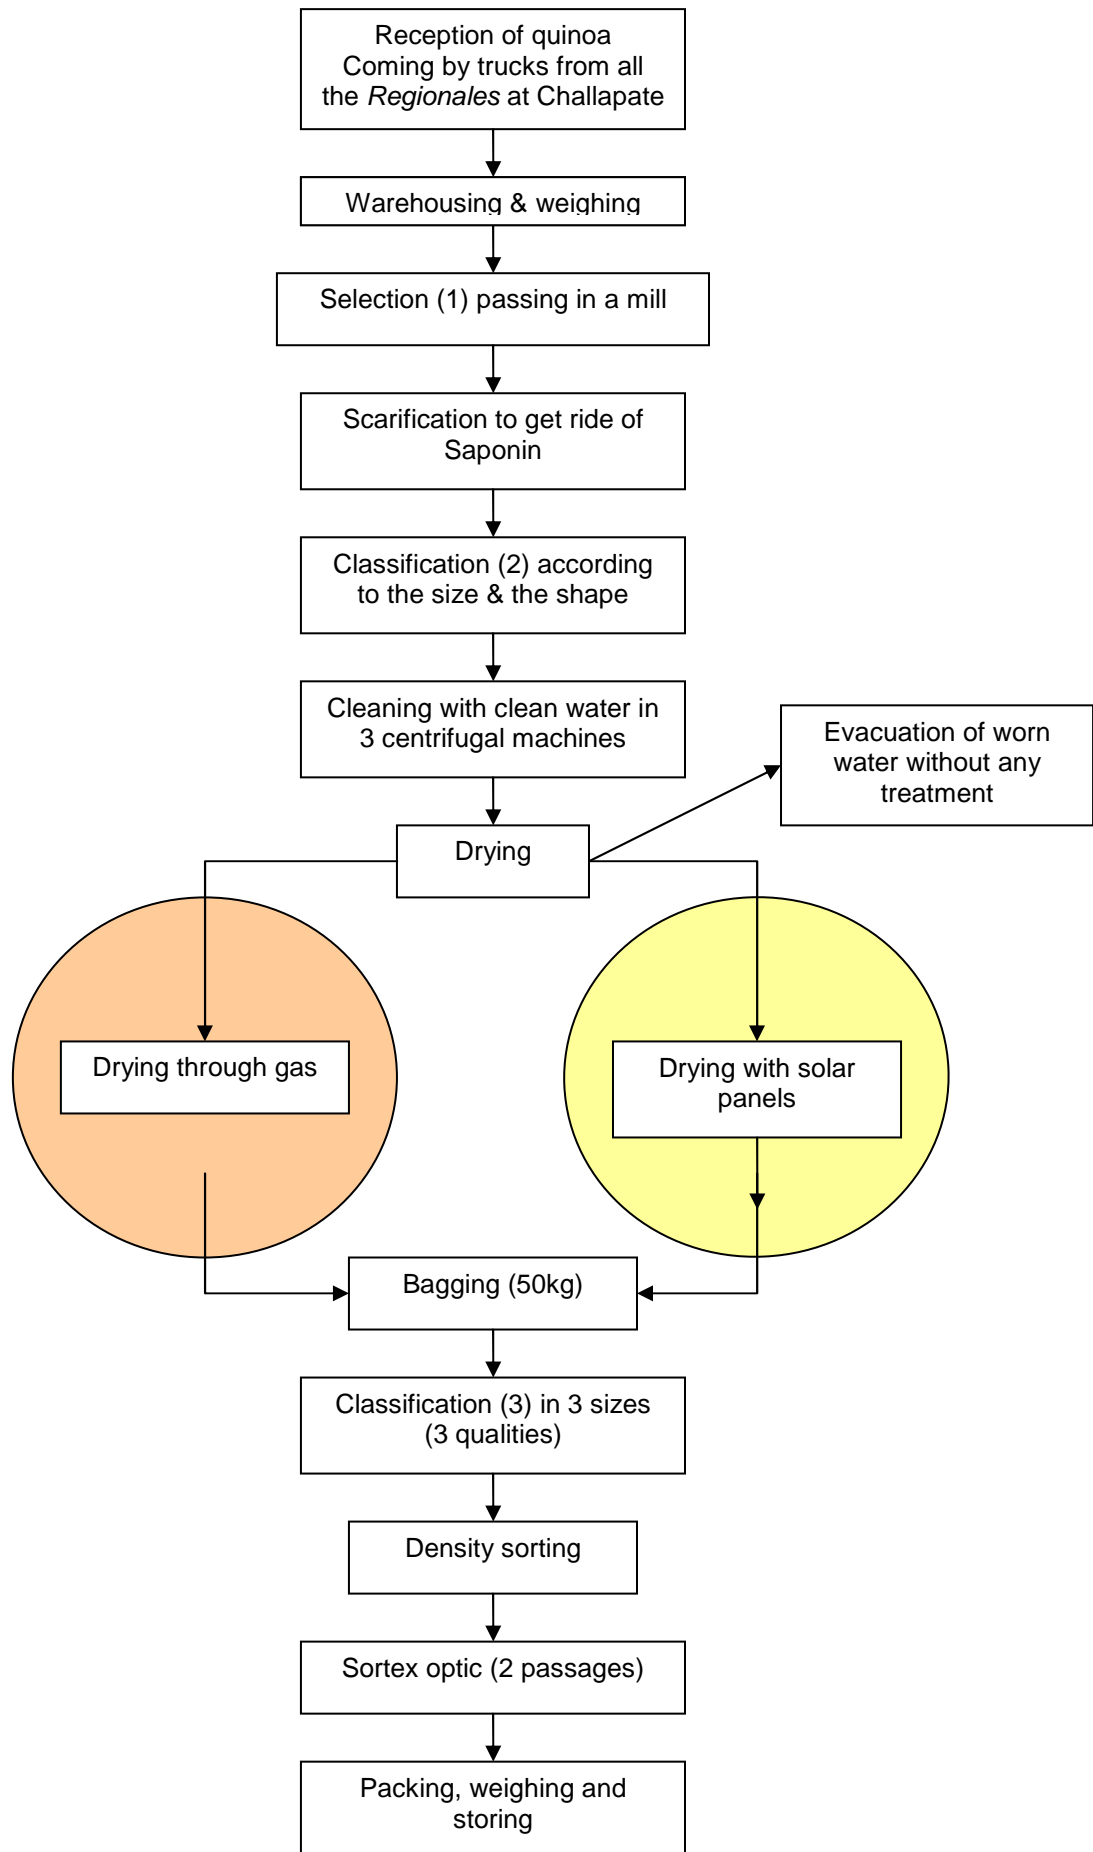 Reception of quinoa
Coming by trucks from all
the Regionales at Challapate
Warehousing & weighing
Selection (1) passing in a mill
Scarification to get ride of
Saponin
Classification (2) according
to the size & the shape
Cleaning with clean water in
3 centrifugal machines
Evacuation of worn
water without any
treatment
Drying
Drying through gas
Drying with solar
panels
Bagging (50kg)
Classification (3) in 3 sizes
(3 qualities)
Density sorting
Sortex optic (2 passages)
Packing, weighing and
storing